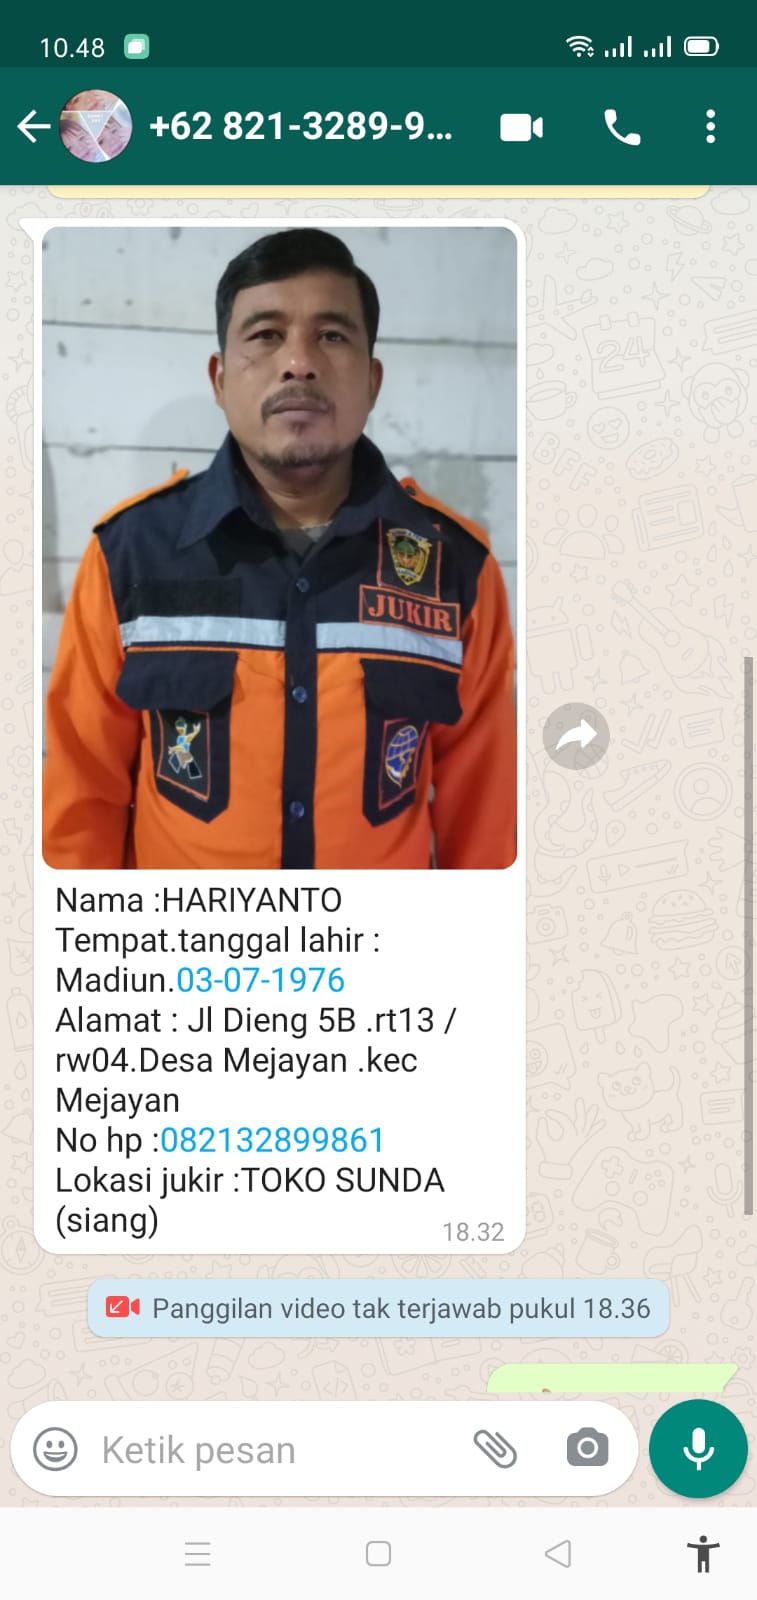 10.48
+62 821-3289-9...
JUKIR
Nama :HARIYANTO
Tempat.tanggal lahir :
Madiun.03-07-1976
Alamat : Jl Dieng 5B .rt13 /
rw04.Desa Mejayan .kec
Mejayan
No hp :082132899861
Lokasi jukir :TOKO SUNDA
(siang)
18.32
Panggilan video tak terjawab pukul 18.36
Ketik pesan